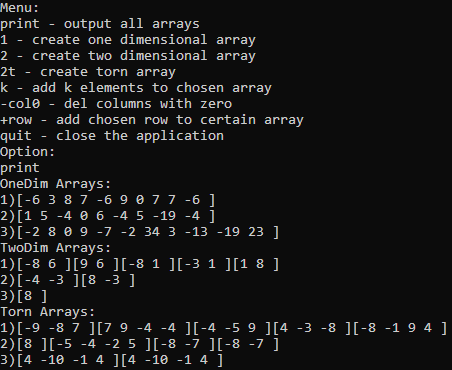 Menu:
print - output all arrays
1 - create one dimensional array
2 - create two dimensional array
2t - create torn array
k - add k elements to chosen array
-col0 - del columns with zero
+row - add chosen row to certain array
quit - close the application
Option:
print
OneDim Arrays:
1)[-6 3 8 7 -6 9 0 7 7 -6 ]
2)[1 5 -4 0 6 -4 5 -19 -4 ]
3)[-2 8 0 9 -7 -2 34 3 -13 -19 23 ]
TwoDim Arrays:
1)[-8 6 ][9 6 ][-8 1 ][-3 1 ][1 8 ]
2)[-4 -3 ][8 -3 ]
3)[8 ]
Torn Arrays:
1)[-9 -8 7 ][7 9 -4 -4 ][-4 -5 9 ][4 -3 -8 ][-8 -1 9 4 ]
2)[8 ][-5 -4 -2 5 ][-8 -7 ][-8 -7 ]
3)[4 -10 -1 4 ][4 -10 -1 4 ]